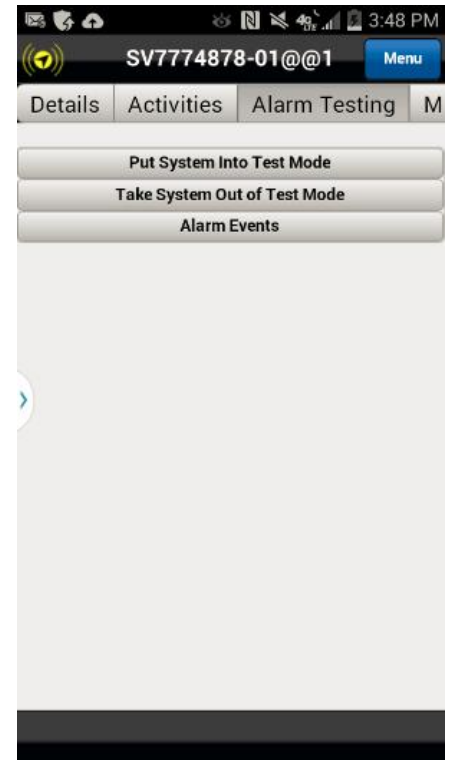 4G 3:48 PM
SV7774878-01@@1 Menu
Details Activities Alarm Testing M
Put System Into Test Mode
Take System Out of Test Mode
Alarm Events